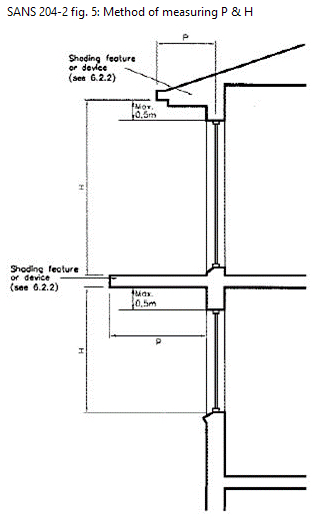 SANS 204-2 fig. 5: Method of measuring P & H
P
Shading feature
or device
(see 6.2.2)
Max.
0,5m
H
Shading feature
or device
(see 6.2.2)
Max.
0,5m
P
H